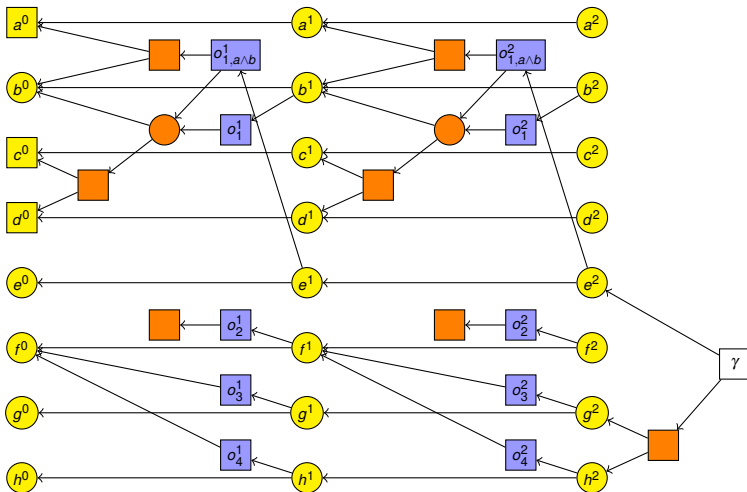 a⁰ a¹ a²
o¹₁,a∧b o²₁,a∧b
b⁰ b¹ b²
o¹₁ o²₁
c⁰ c¹ c²
d⁰ d¹ d²
e⁰ e¹ e²
o¹₂ o²₂
f⁰ f¹ f²
γ
o¹₃ o²₃
g⁰ g¹ g²
o¹₄ o²₄
h⁰ h¹ h²